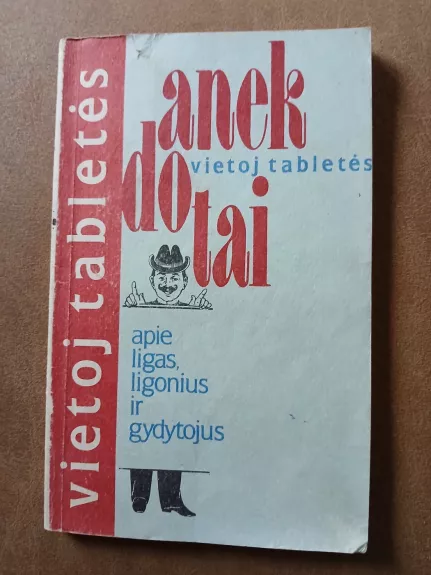 vietoj tabletės
anek
do
vietoj tabletės
tai
apie
ligas,
ligonius
ir
gydytojus